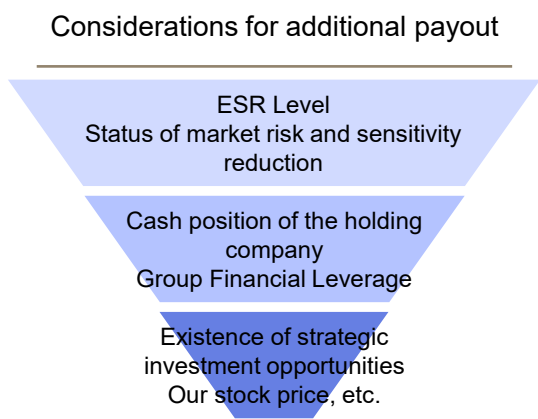 Considerations for additional payout
ESR Level
Status of market risk and sensitivity
reduction
Cash position of the holding
company
Group Financial Leverage
Existence of strategic
investment opportunities
Our stock price, etc.